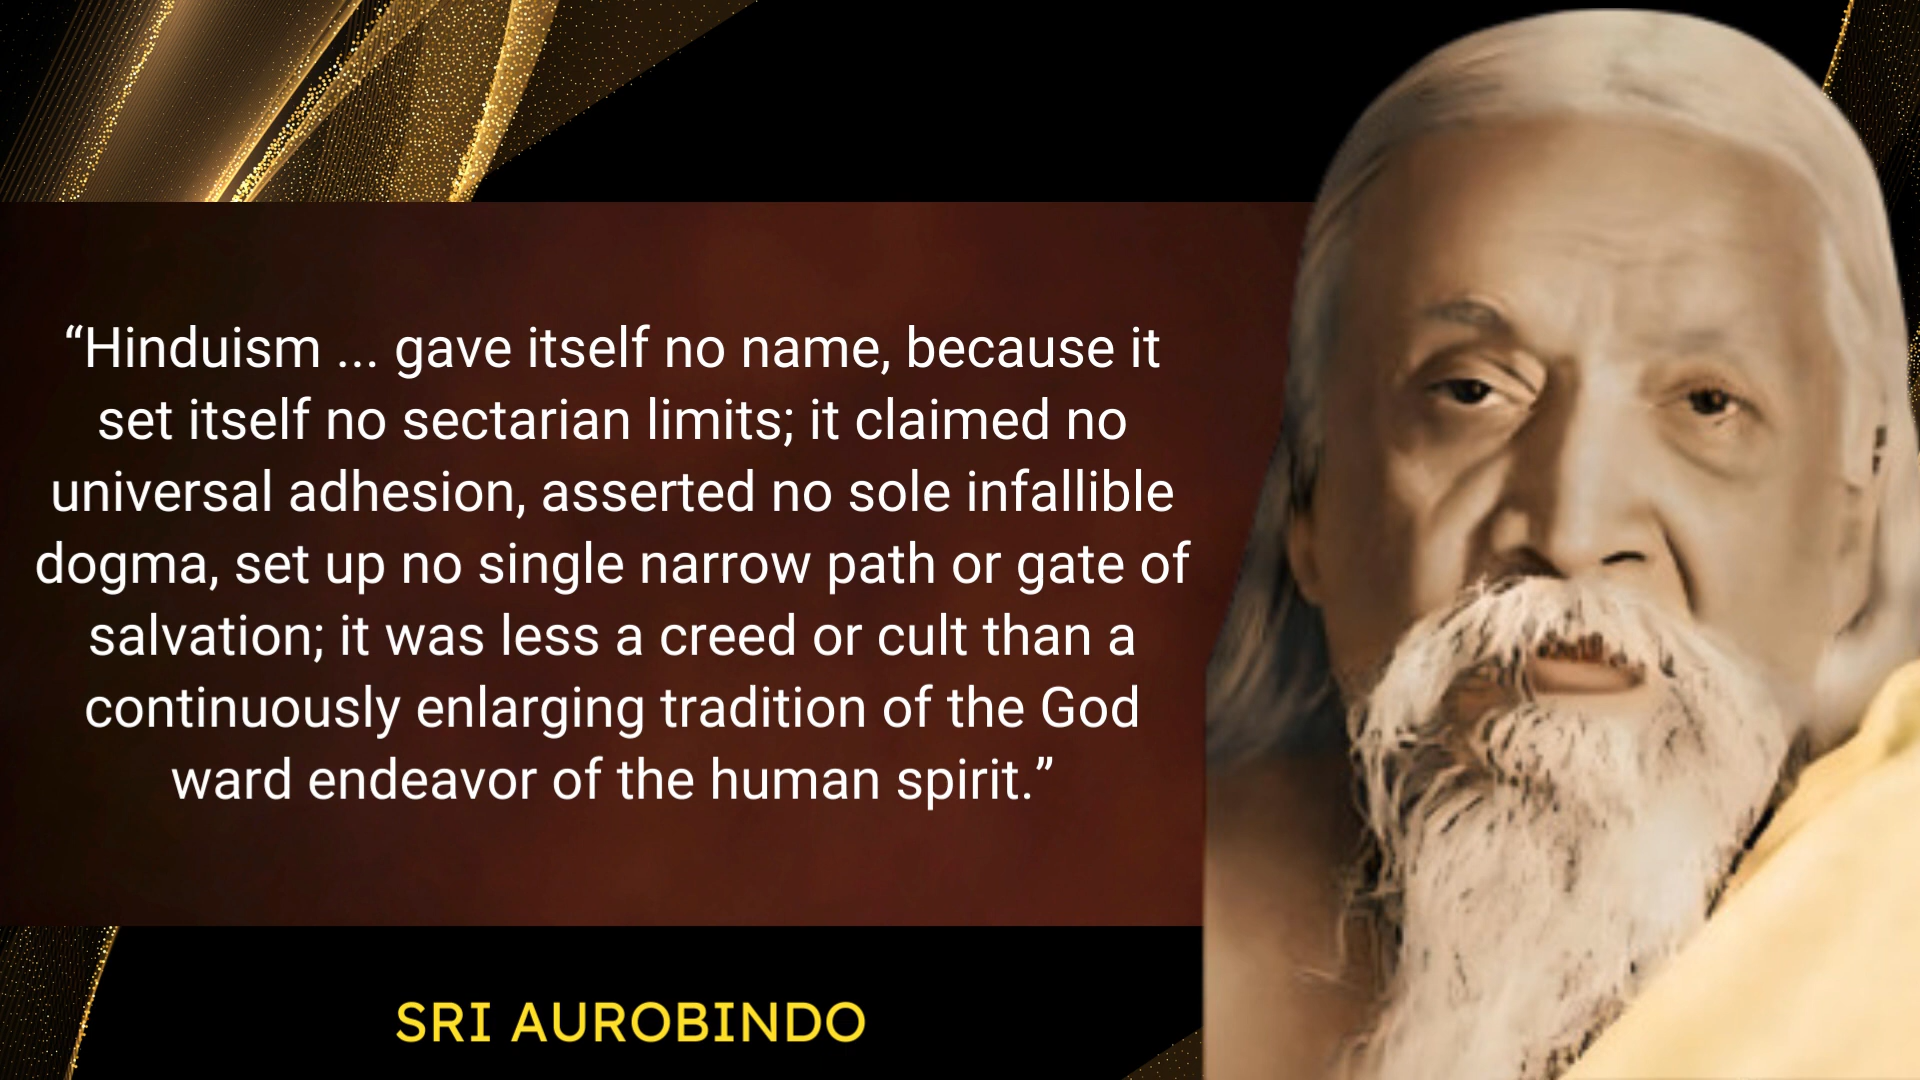 “Hinduism ... gave itself no name, because it
set itself no sectarian limits; it claimed no
universal adhesion, asserted no sole infallible
dogma, set up no single narrow path or gate of
salvation; it was less a creed or cult than a
continuously enlarging tradition of the God
ward endeavor of the human spirit.”
SRI AUROBINDO